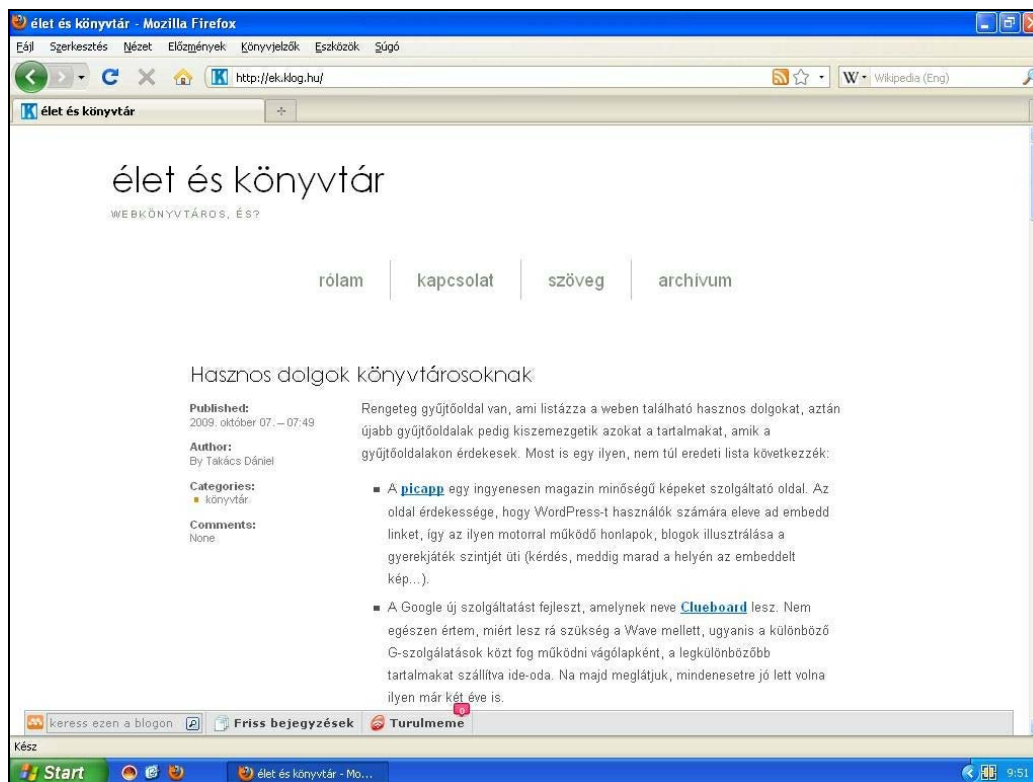 élet és könyvtár - Mozilla Firefox
Fájl Szerkesztés Nézet Előzmények Könyvjelzők Eszközök Súgó
http://ek.klog.hu/
W Wikipedia (Eng)
K élet és könyvtár
élet és könyvtár
WEBKÖNYVTÁROS, ÉS?
rólam kapcsolat szöveg archívum
Hasznos dolgok könyvtárosoknak
Published:
2009. október 07. – 07:49
Author:
By Takács Dániel
Categories:
könyvtár
Comments:
None
Rengeteg gyűjtőoldal van, ami listázza a weben található hasznos dolgokat, aztán
újabb gyűjtőoldalak pedig kiszemezgetik azokat a tartalmakat, amik a
gyűjtőoldalakon érdekesek. Most is egy ilyen, nem túl eredeti lista következzék:
A picapp egy ingyenesen magazin minőségű képeket szolgáltató oldal. Az
oldal érdekessége, hogy WordPress-t használók számára eleve ad embedd
linket, így az ilyen motorral működő honlapok, blogok illusztrálása a
gyerekjáték szintjét üti (kérdés, meddig marad a helyén az embeddelt
kép...).
A Google új szolgáltatást fejleszt, amelynek neve Clueboard lesz. Nem
egészen értem, miért lesz rá szükség a Wave mellett, ugyanis a különböző
G-szolgálatások közt fog működni vágólapként, a legkülönbözőbb
tartalmakat szállítva ide-oda. Na majd meglátjuk, mindenesetre jó lett volna
ilyen már két éve is.
keress ezen a blogon Friss bejegyzések Turulmeme
Kész
Start élet és könyvtár - Mo... 9:51